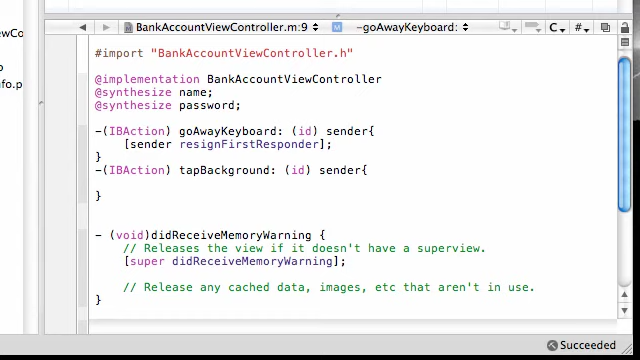 BankAccountViewController.m:9 -goAwayKeyboard: C #
#import "BankAccountViewController.h"
@implementation BankAccountViewController
@synthesize name;
@synthesize password;
-(IBAction) goAwayKeyboard: (id) sender{
[sender resignFirstResponder];
}
-(IBAction) tapBackground: (id) sender{
}
- (void)didReceiveMemoryWarning {
// Releases the view if it doesn't have a superview.
[super didReceiveMemoryWarning];
// Release any cached data, images, etc that aren't in use.
}
Succeeded